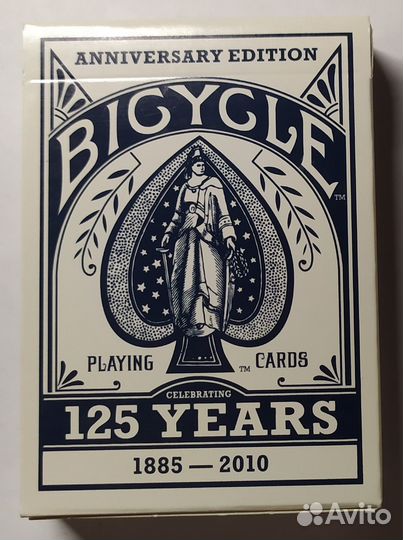 ANNIVERSARY EDITION
BICYCLE
TM
PLAYING CARDS
TM
CELEBRATING
125 YEARS
1885 — 2010
Avito